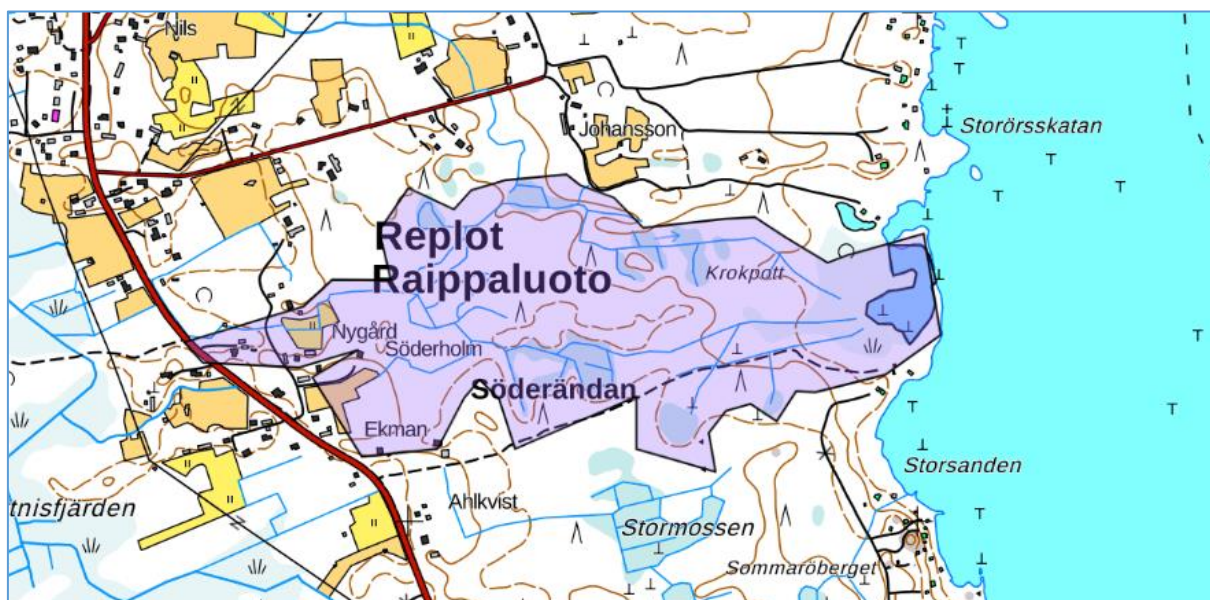 Nils
Johansson
Storörsskatan
Replot
Raippaluoto
Krokpott
Nygård
Söderholm
Söderändan
Ekman
Storsanden
tnisfjärden
Ahlkvist
Stormossen
Sommaröberget